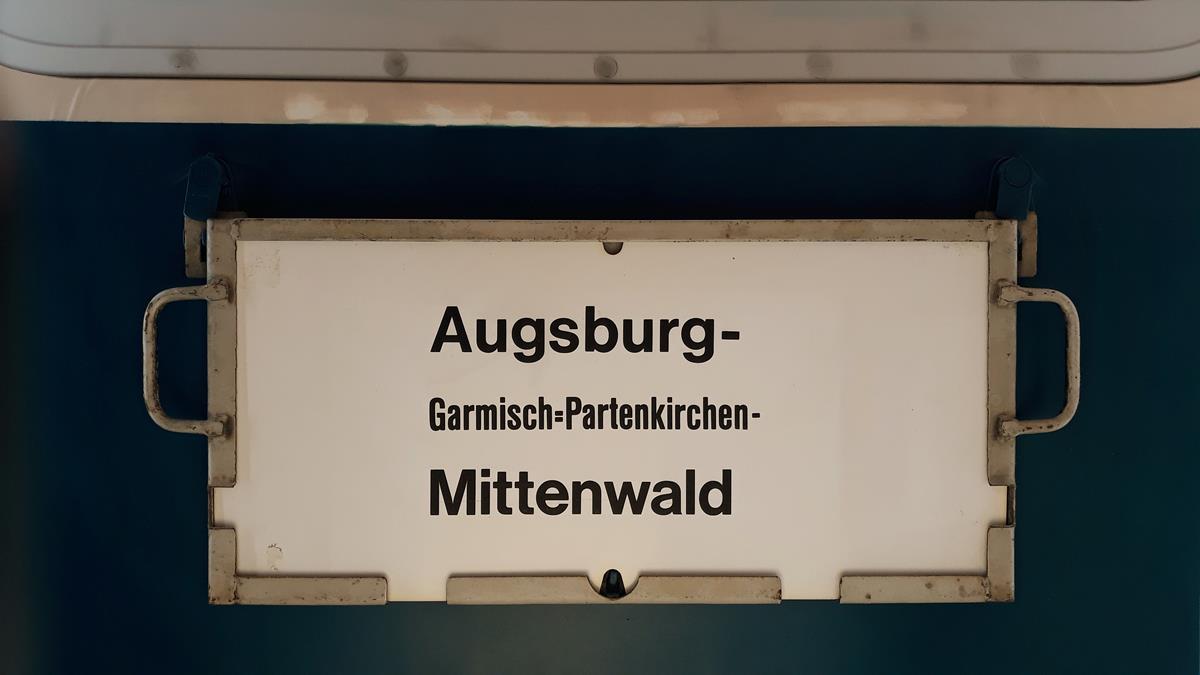 Augsburg-
Garmisch=Partenkirchen-
Mittenwald